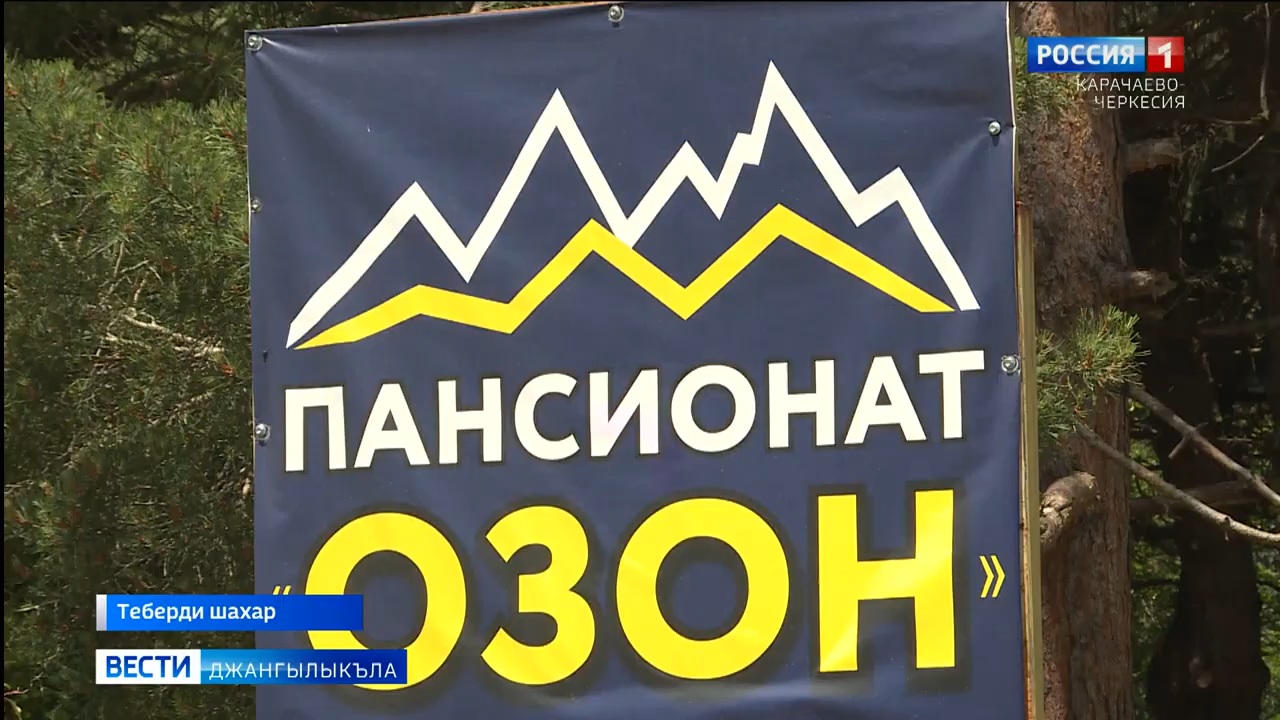 РОССИЯ 1
КАРАЧАЕВО-
ЧЕРКЕСИЯ
ПАНСИОНАТ
«ОЗОН»
Теберди шахар
ВЕСТИ ДЖАНГЫЛЫКЪЛА